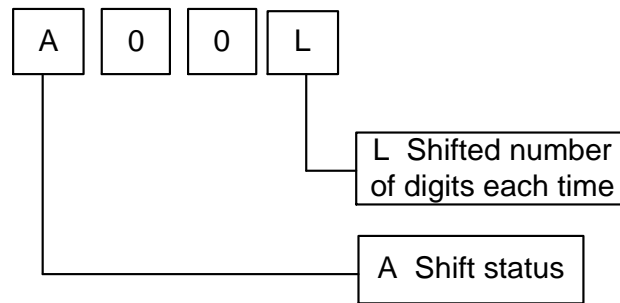 A 0 0 L
L Shifted number
of digits each time
A Shift status